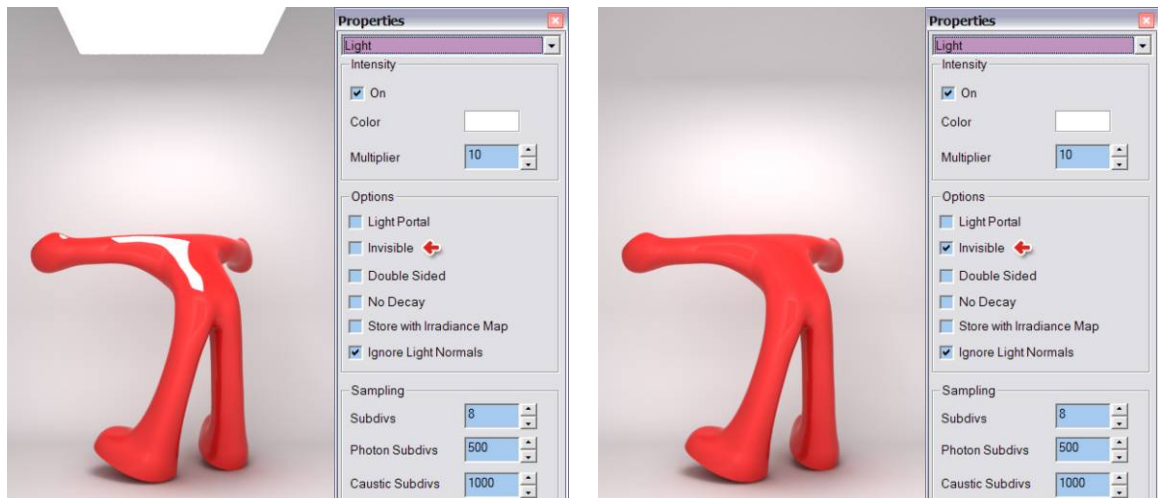 Properties
Light
Intensity
On
Color
Multiplier 10
Options
Light Portal
Invisible
Double Sided
No Decay
Store with Irradiance Map
Ignore Light Normals
Sampling
Subdivs 8
Photon Subdivs 500
Caustic Subdivs 1000
Properties
Light
Intensity
On
Color
Multiplier 10
Options
Light Portal
Invisible
Double Sided
No Decay
Store with Irradiance Map
Ignore Light Normals
Sampling
Subdivs 8
Photon Subdivs 500
Caustic Subdivs 1000